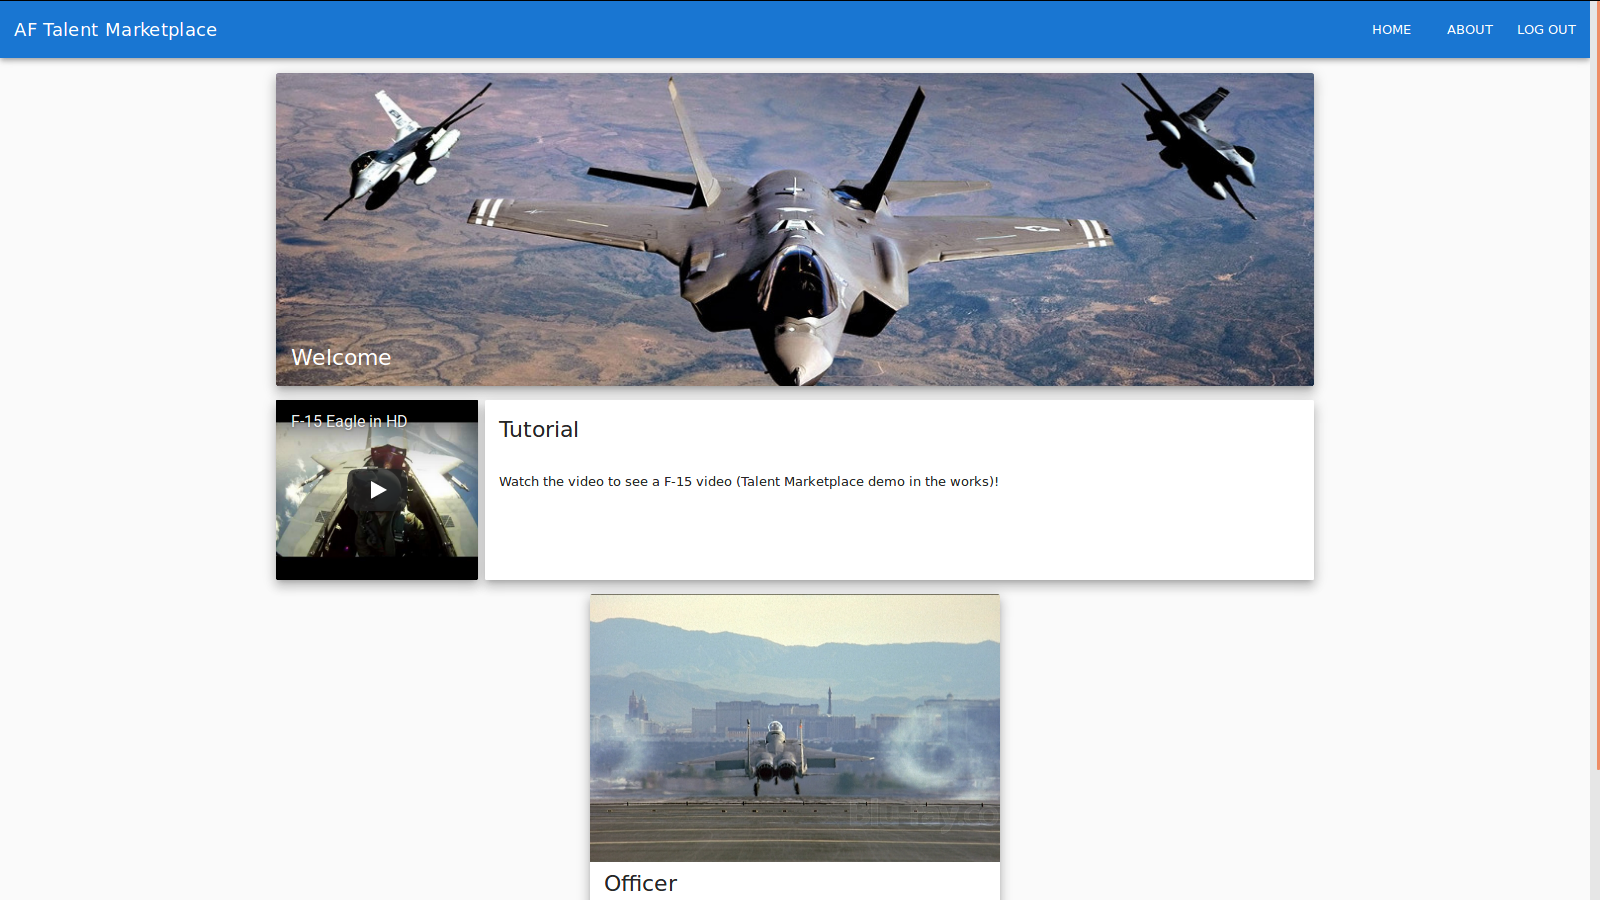 AF Talent Marketplace
HOME ABOUT LOG OUT
Welcome
F-15 Eagle in HD
Tutorial
Watch the video to see a F-15 video (Talent Marketplace demo in the works)!
Officer